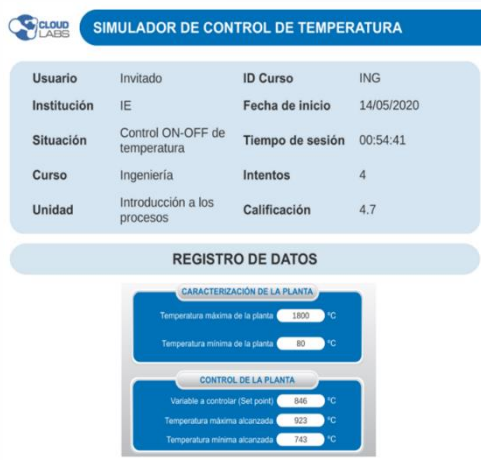 CLOUD
LABS
SIMULADOR DE CONTROL DE TEMPERATURA
Usuario Invitado ID Curso ING
Institución IE Fecha de inicio 14/05/2020
Situación Control ON-OFF de temperatura Tiempo de sesión 00:54:41
Curso Ingeniería Intentos 4
Unidad Introducción a los procesos Calificación 4.7
REGISTRO DE DATOS
CARACTERIZACIÓN DE LA PLANTA
Temperatura máxima de la planta 1800 °C
Temperatura mínima de la planta 80 °C
CONTROL DE LA PLANTA
Variable a controlar (Set point) 846 °C
Temperatura máxima alcanzada 923 °C
Temperatura mínima alcanzada 743 °C